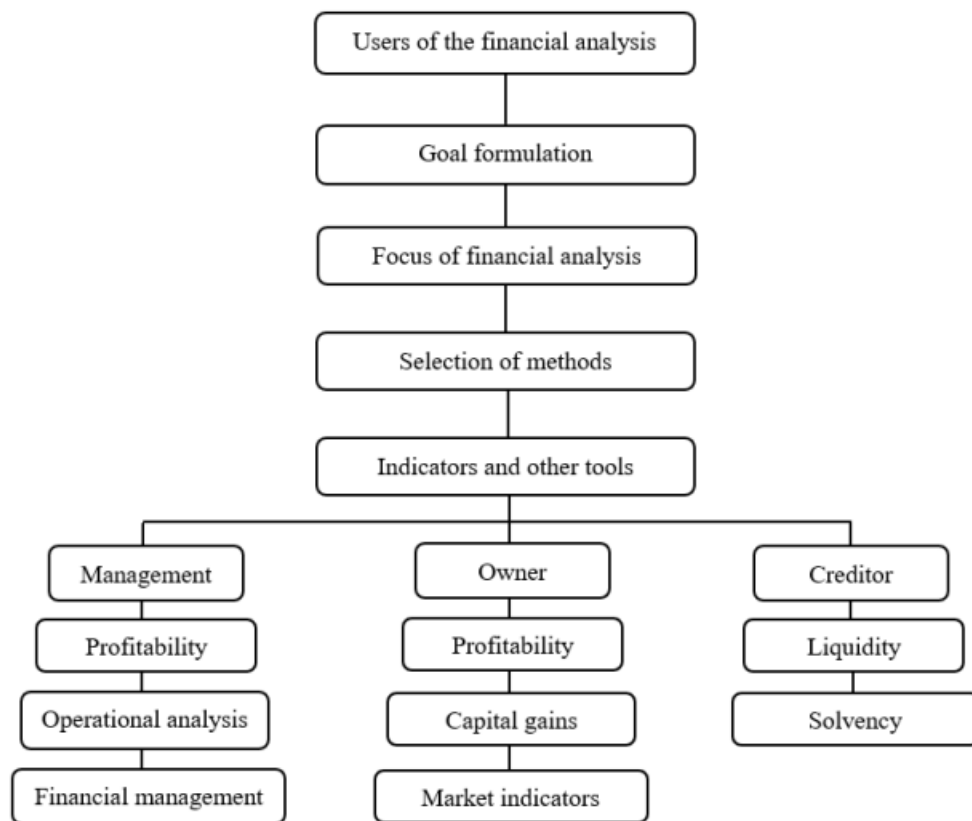 Users of the financial analysis
Goal formulation
Focus of financial analysis
Selection of methods
Indicators and other tools
Management
Owner
Creditor
Profitability
Profitability
Liquidity
Operational analysis
Capital gains
Solvency
Financial management
Market indicators